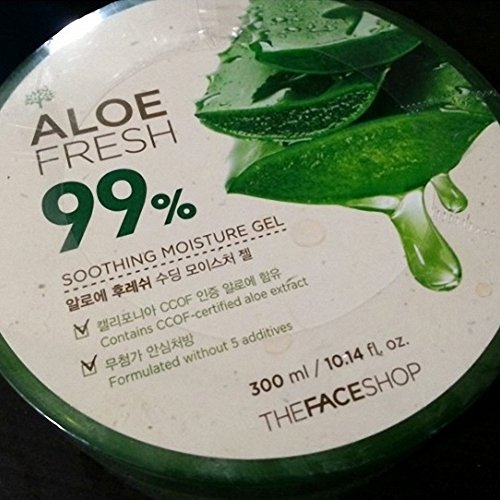 ALOE
FRESH
99%
SOOTHING MOISTURE GEL
알로에 후레쉬 수딩 모이스처 젤
캘리포니아 CCOF 인증 알로에 함유
Contains CCOF-certified aloe extract
무첨가 안심처방
Formulated without 5 additives
300 ml / 10.14 fl. oz.
THEFACESHOP